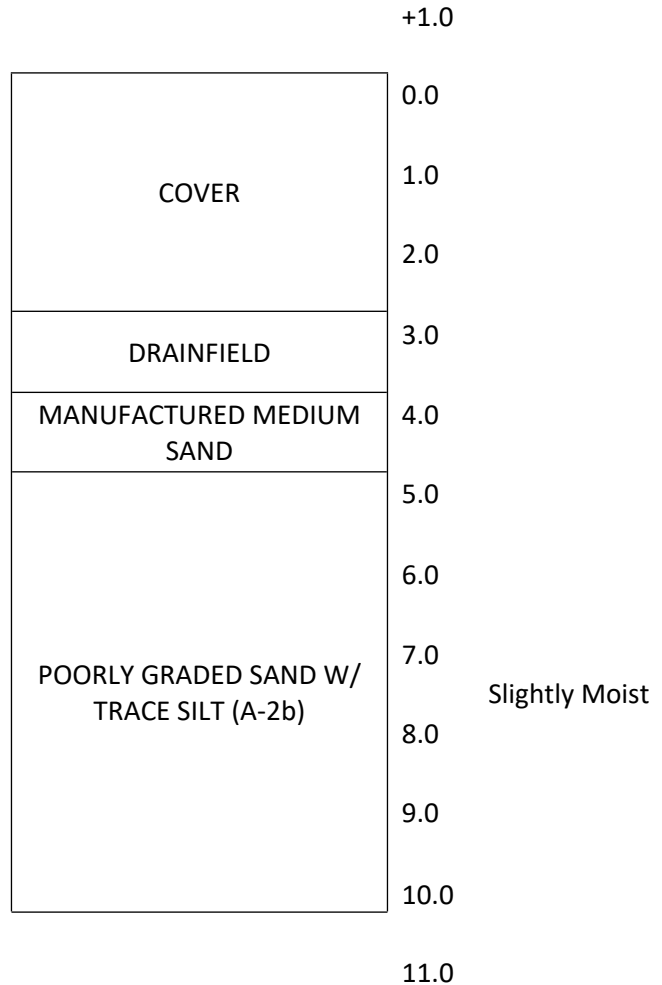 +1.0
0.0
COVER
1.0
2.0
DRAINFIELD
3.0
MANUFACTURED MEDIUM
SAND
4.0
5.0
6.0
POORLY GRADED SAND W/
TRACE SILT (A-2b)
7.0
Slightly Moist
8.0
9.0
10.0
11.0